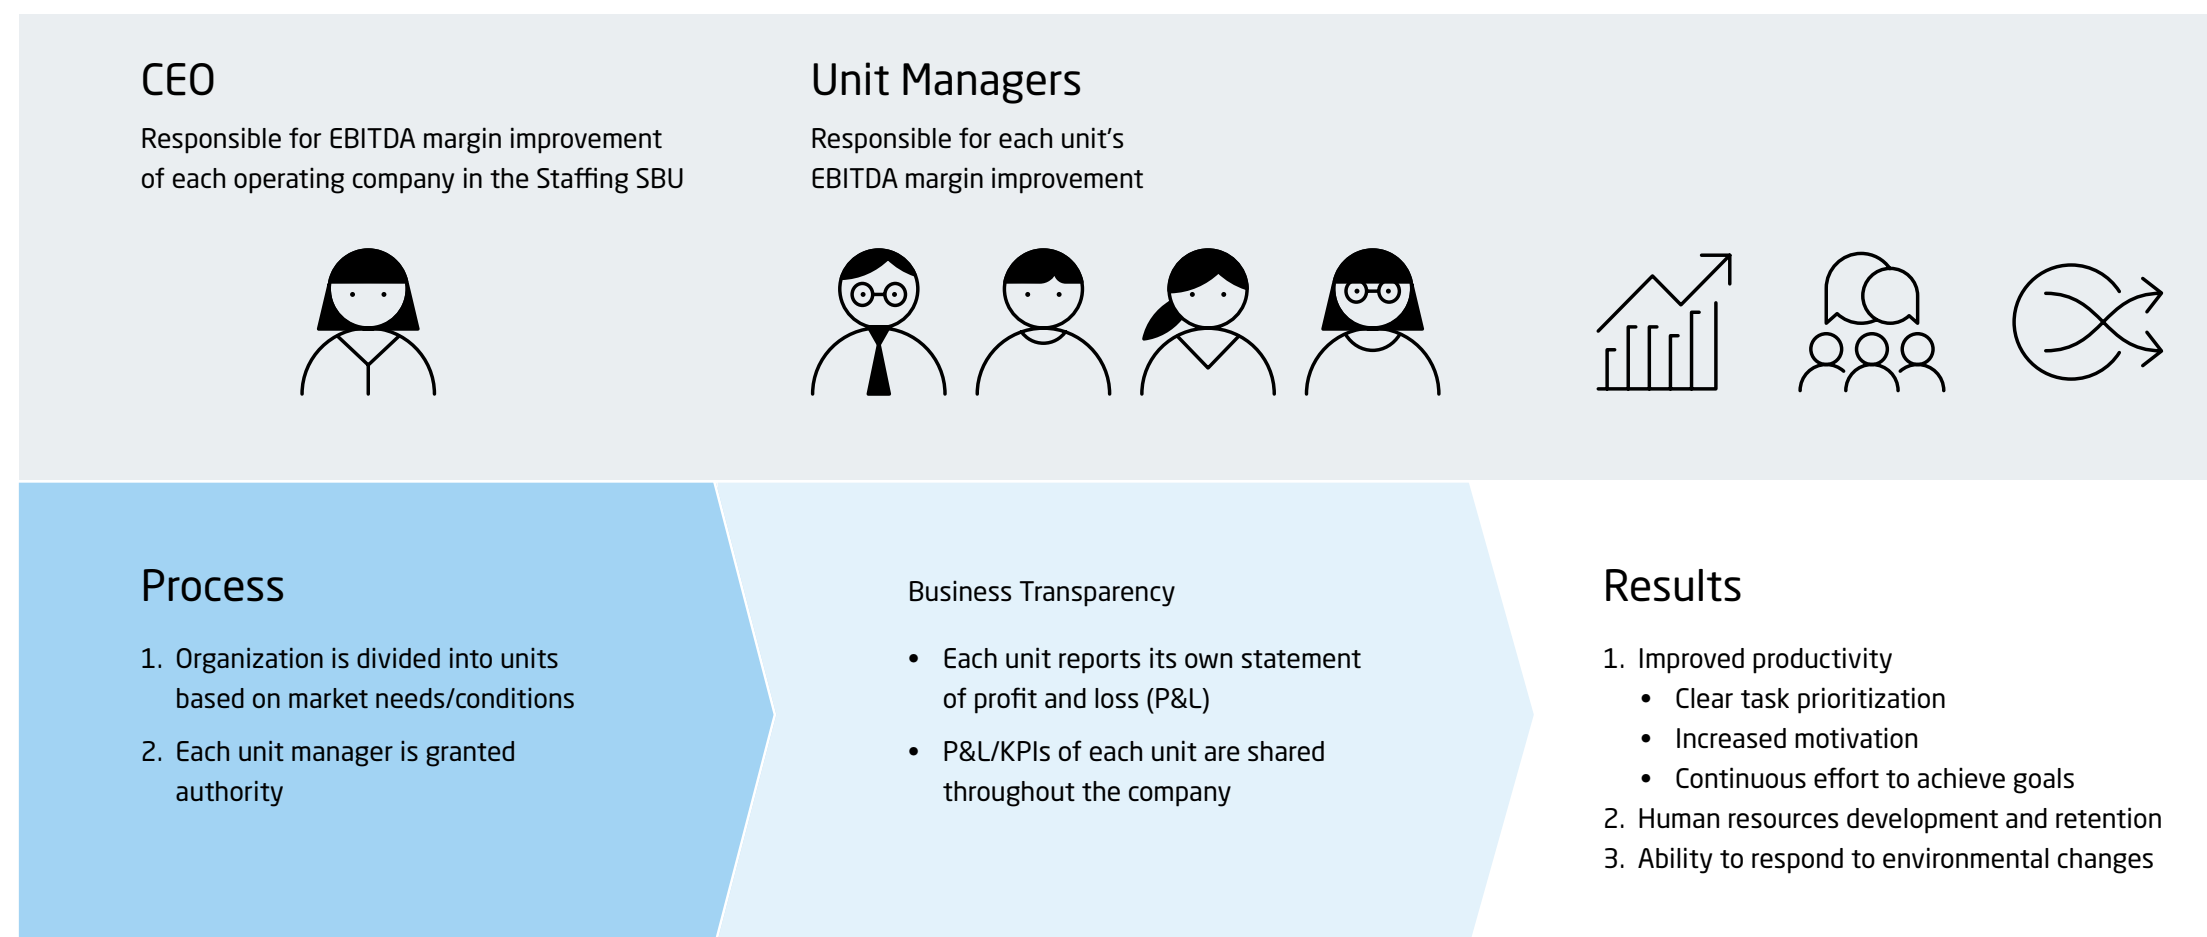 CEO
Responsible for EBITDA margin improvement
of each operating company in the Staffing SBU
Unit Managers
Responsible for each unit's
EBITDA margin improvement
Process
1. Organization is divided into units
based on market needs/conditions
2. Each unit manager is granted
authority
Business Transparency
• Each unit reports its own statement
of profit and loss (P&L)
• P&L/KPIs of each unit are shared
throughout the company
Results
1. Improved productivity
• Clear task prioritization
• Increased motivation
• Continuous effort to achieve goals
2. Human resources development and retention
3. Ability to respond to environmental changes